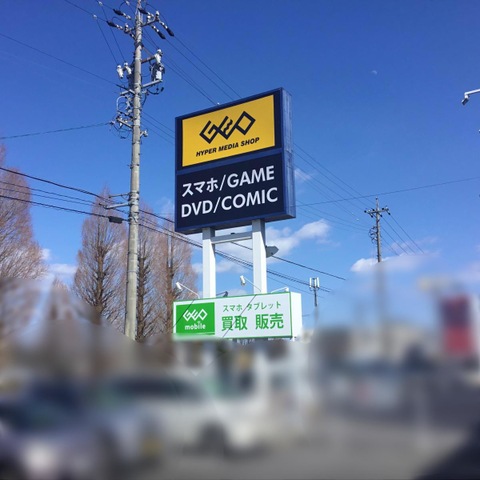 GEO
HYPER MEDIA SHOP
スマホ/GAME
DVD/COMIC
GEO
mobile
スマホ/タブレット
買取 販売